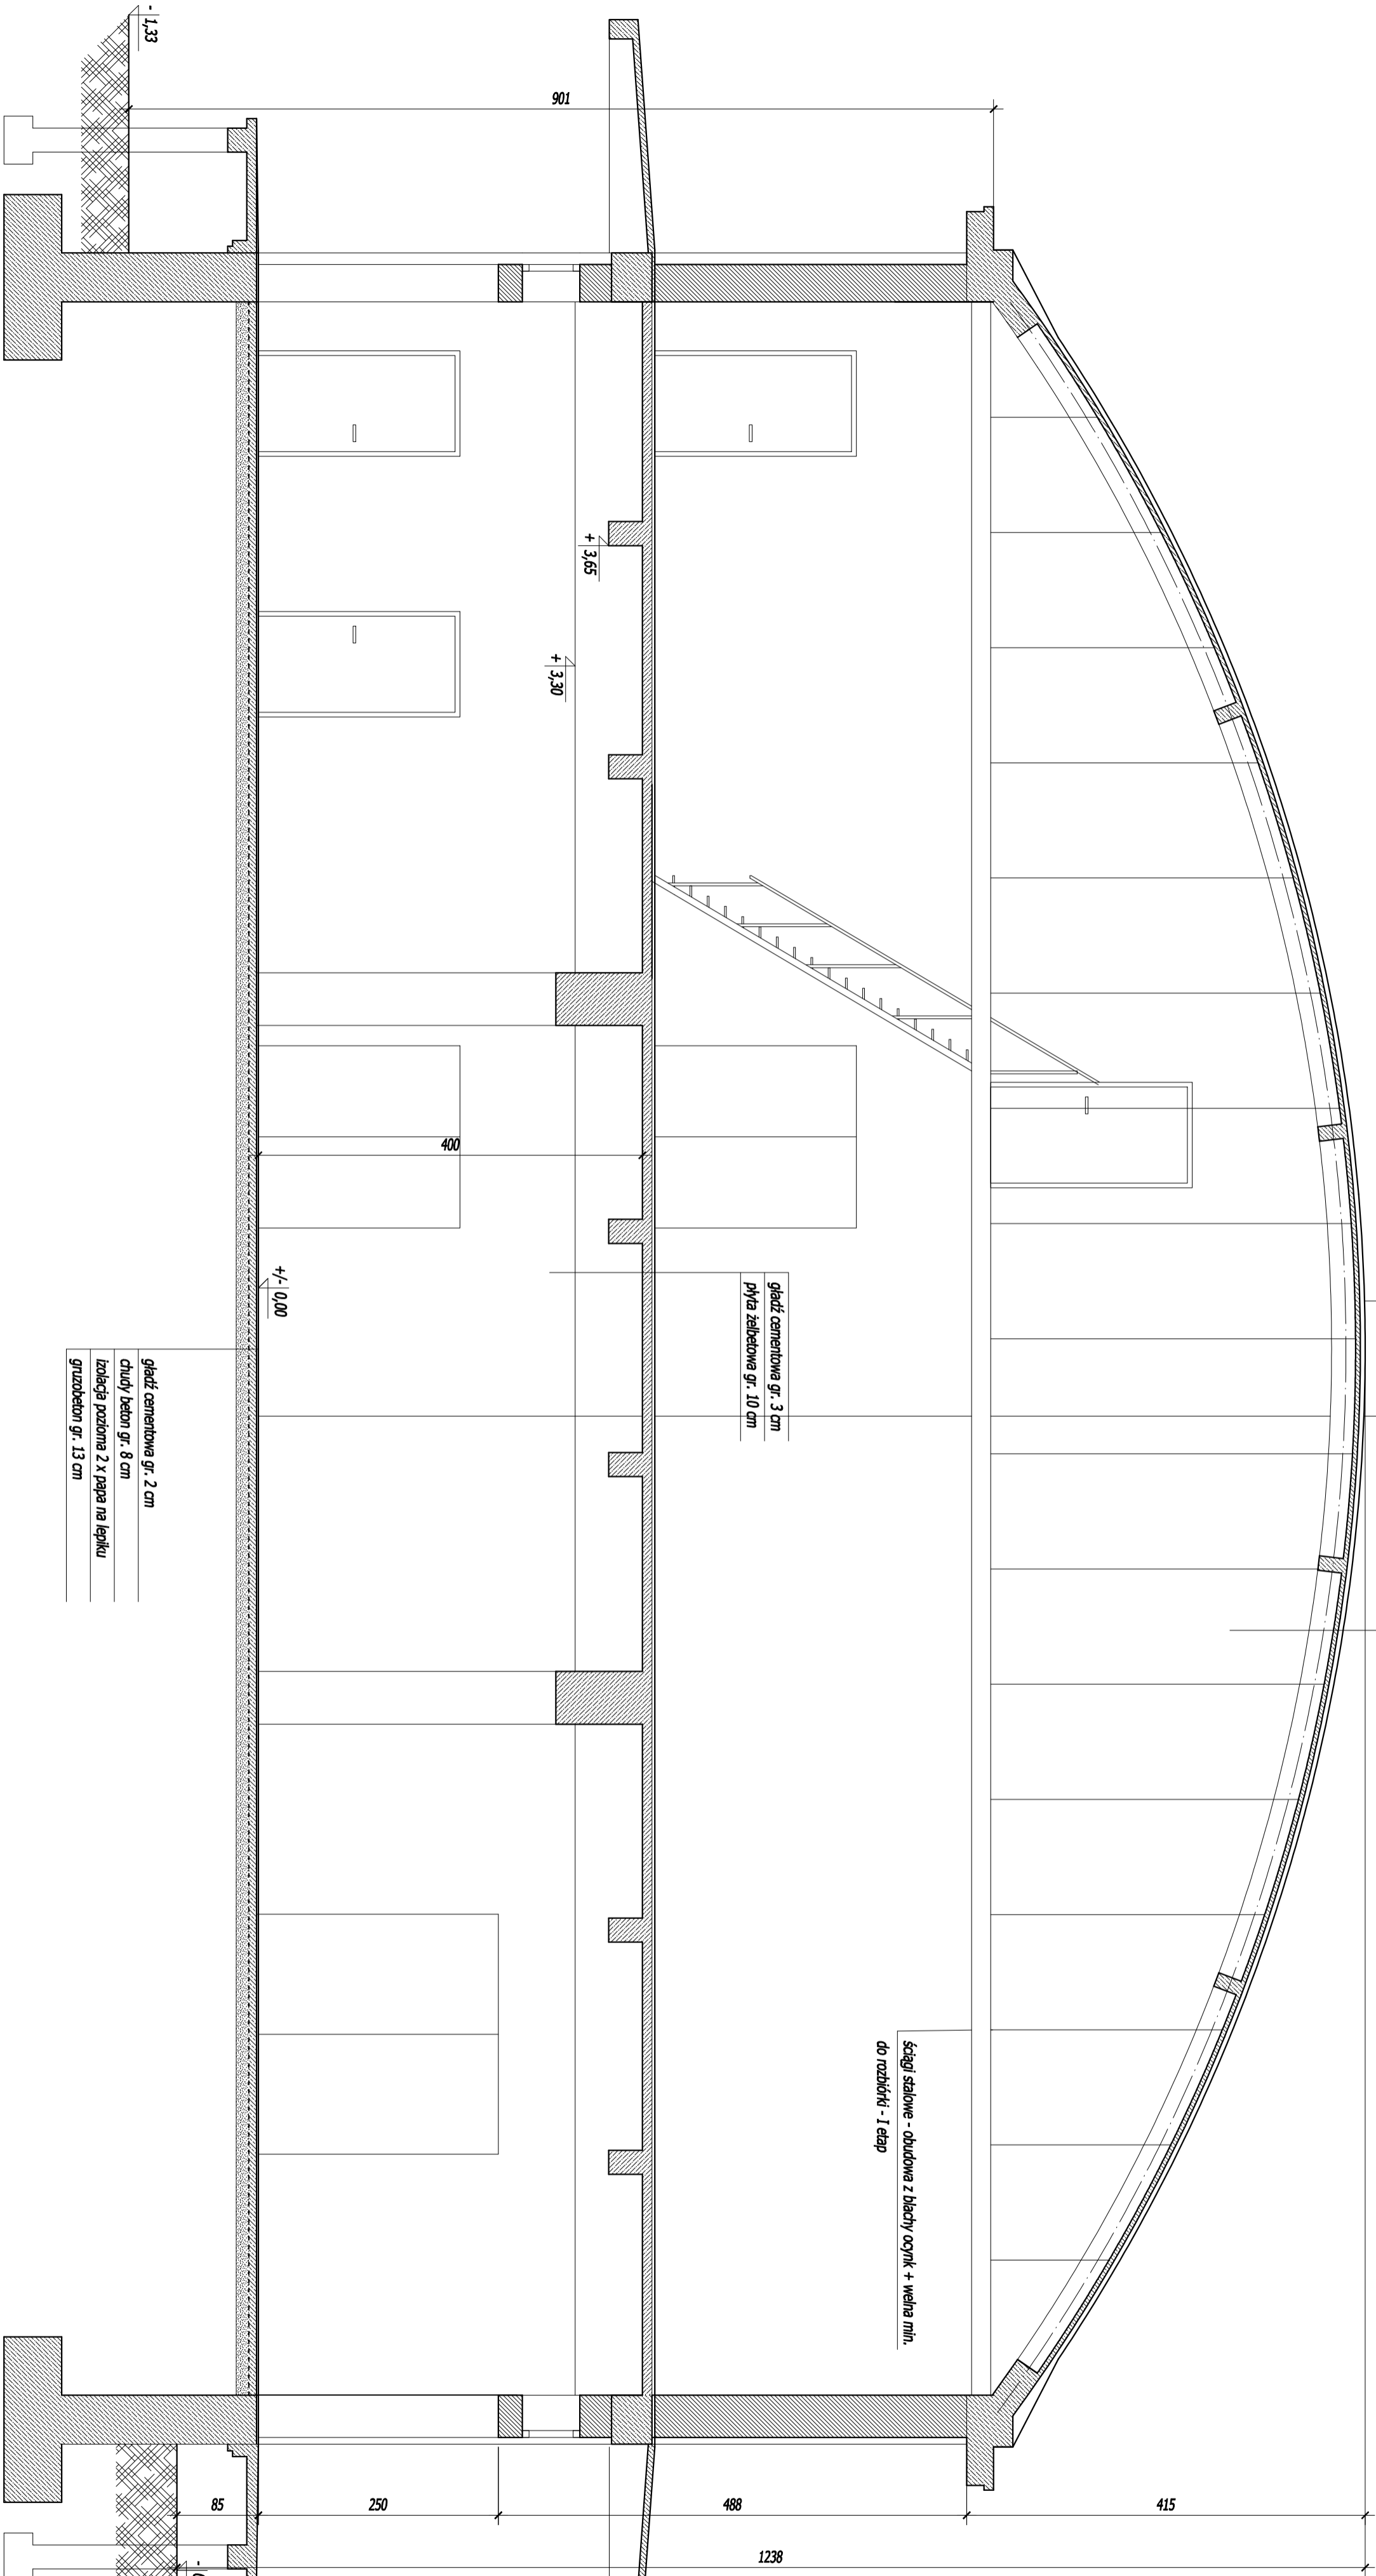 415
1238
488
250
85
ściągi stalowe - obudowa z blachy ocynk + wełna min.
do rozbiórki - I etap
gładź cementowa gr. 3 cm
płyta żelbetowa gr. 10 cm
901
+ 3,65
+ 3,30
400
+/- 0,00
- 1,33
gładź cementowa gr. 2 cm
chudy beton gr. 8 cm
izolacja pozioma 2 x papa na lepiku
gruzobeton gr. 13 cm